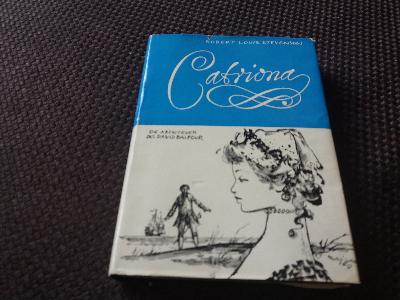 ROBERT LOUIS STEVENSON
Catriona
DIE ABENTEUER
DES DAVID BALFOUR